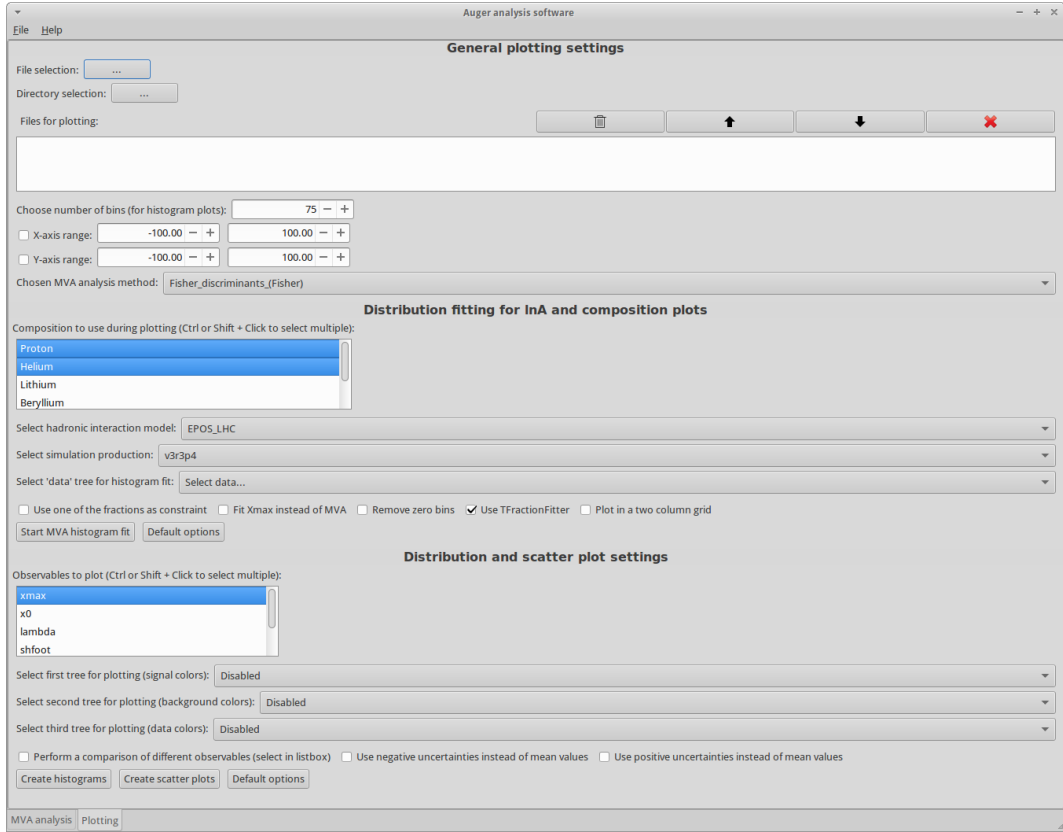 Auger analysis software
File Help
General plotting settings
File selection: ...
Directory selection: ...
Files for plotting:
Choose number of bins (for histogram plots): 75 − +
X-axis range: -100.00 − + 100.00 − +
Y-axis range: -100.00 − + 100.00 − +
Chosen MVA analysis method: Fisher_discriminants_(Fisher)
Distribution fitting for lnA and composition plots
Composition to use during plotting (Ctrl or Shift + Click to select multiple):
Proton
Helium
Lithium
Beryllium
Select hadronic interaction model: EPOS_LHC
Select simulation production: v3r3p4
Select 'data' tree for histogram fit: Select data...
Use one of the fractions as constraint Fit Xmax instead of MVA Remove zero bins Use TFractionFitter Plot in a two column grid
Start MVA histogram fit Default options
Distribution and scatter plot settings
Observables to plot (Ctrl or Shift + Click to select multiple):
xmax
x0
lambda
shfoot
Select first tree for plotting (signal colors): Disabled
Select second tree for plotting (background colors): Disabled
Select third tree for plotting (data colors): Disabled
Perform a comparison of different observables (select in listbox) Use negative uncertainties instead of mean values Use positive uncertainties instead of mean values
Create histograms Create scatter plots Default options
MVA analysis Plotting